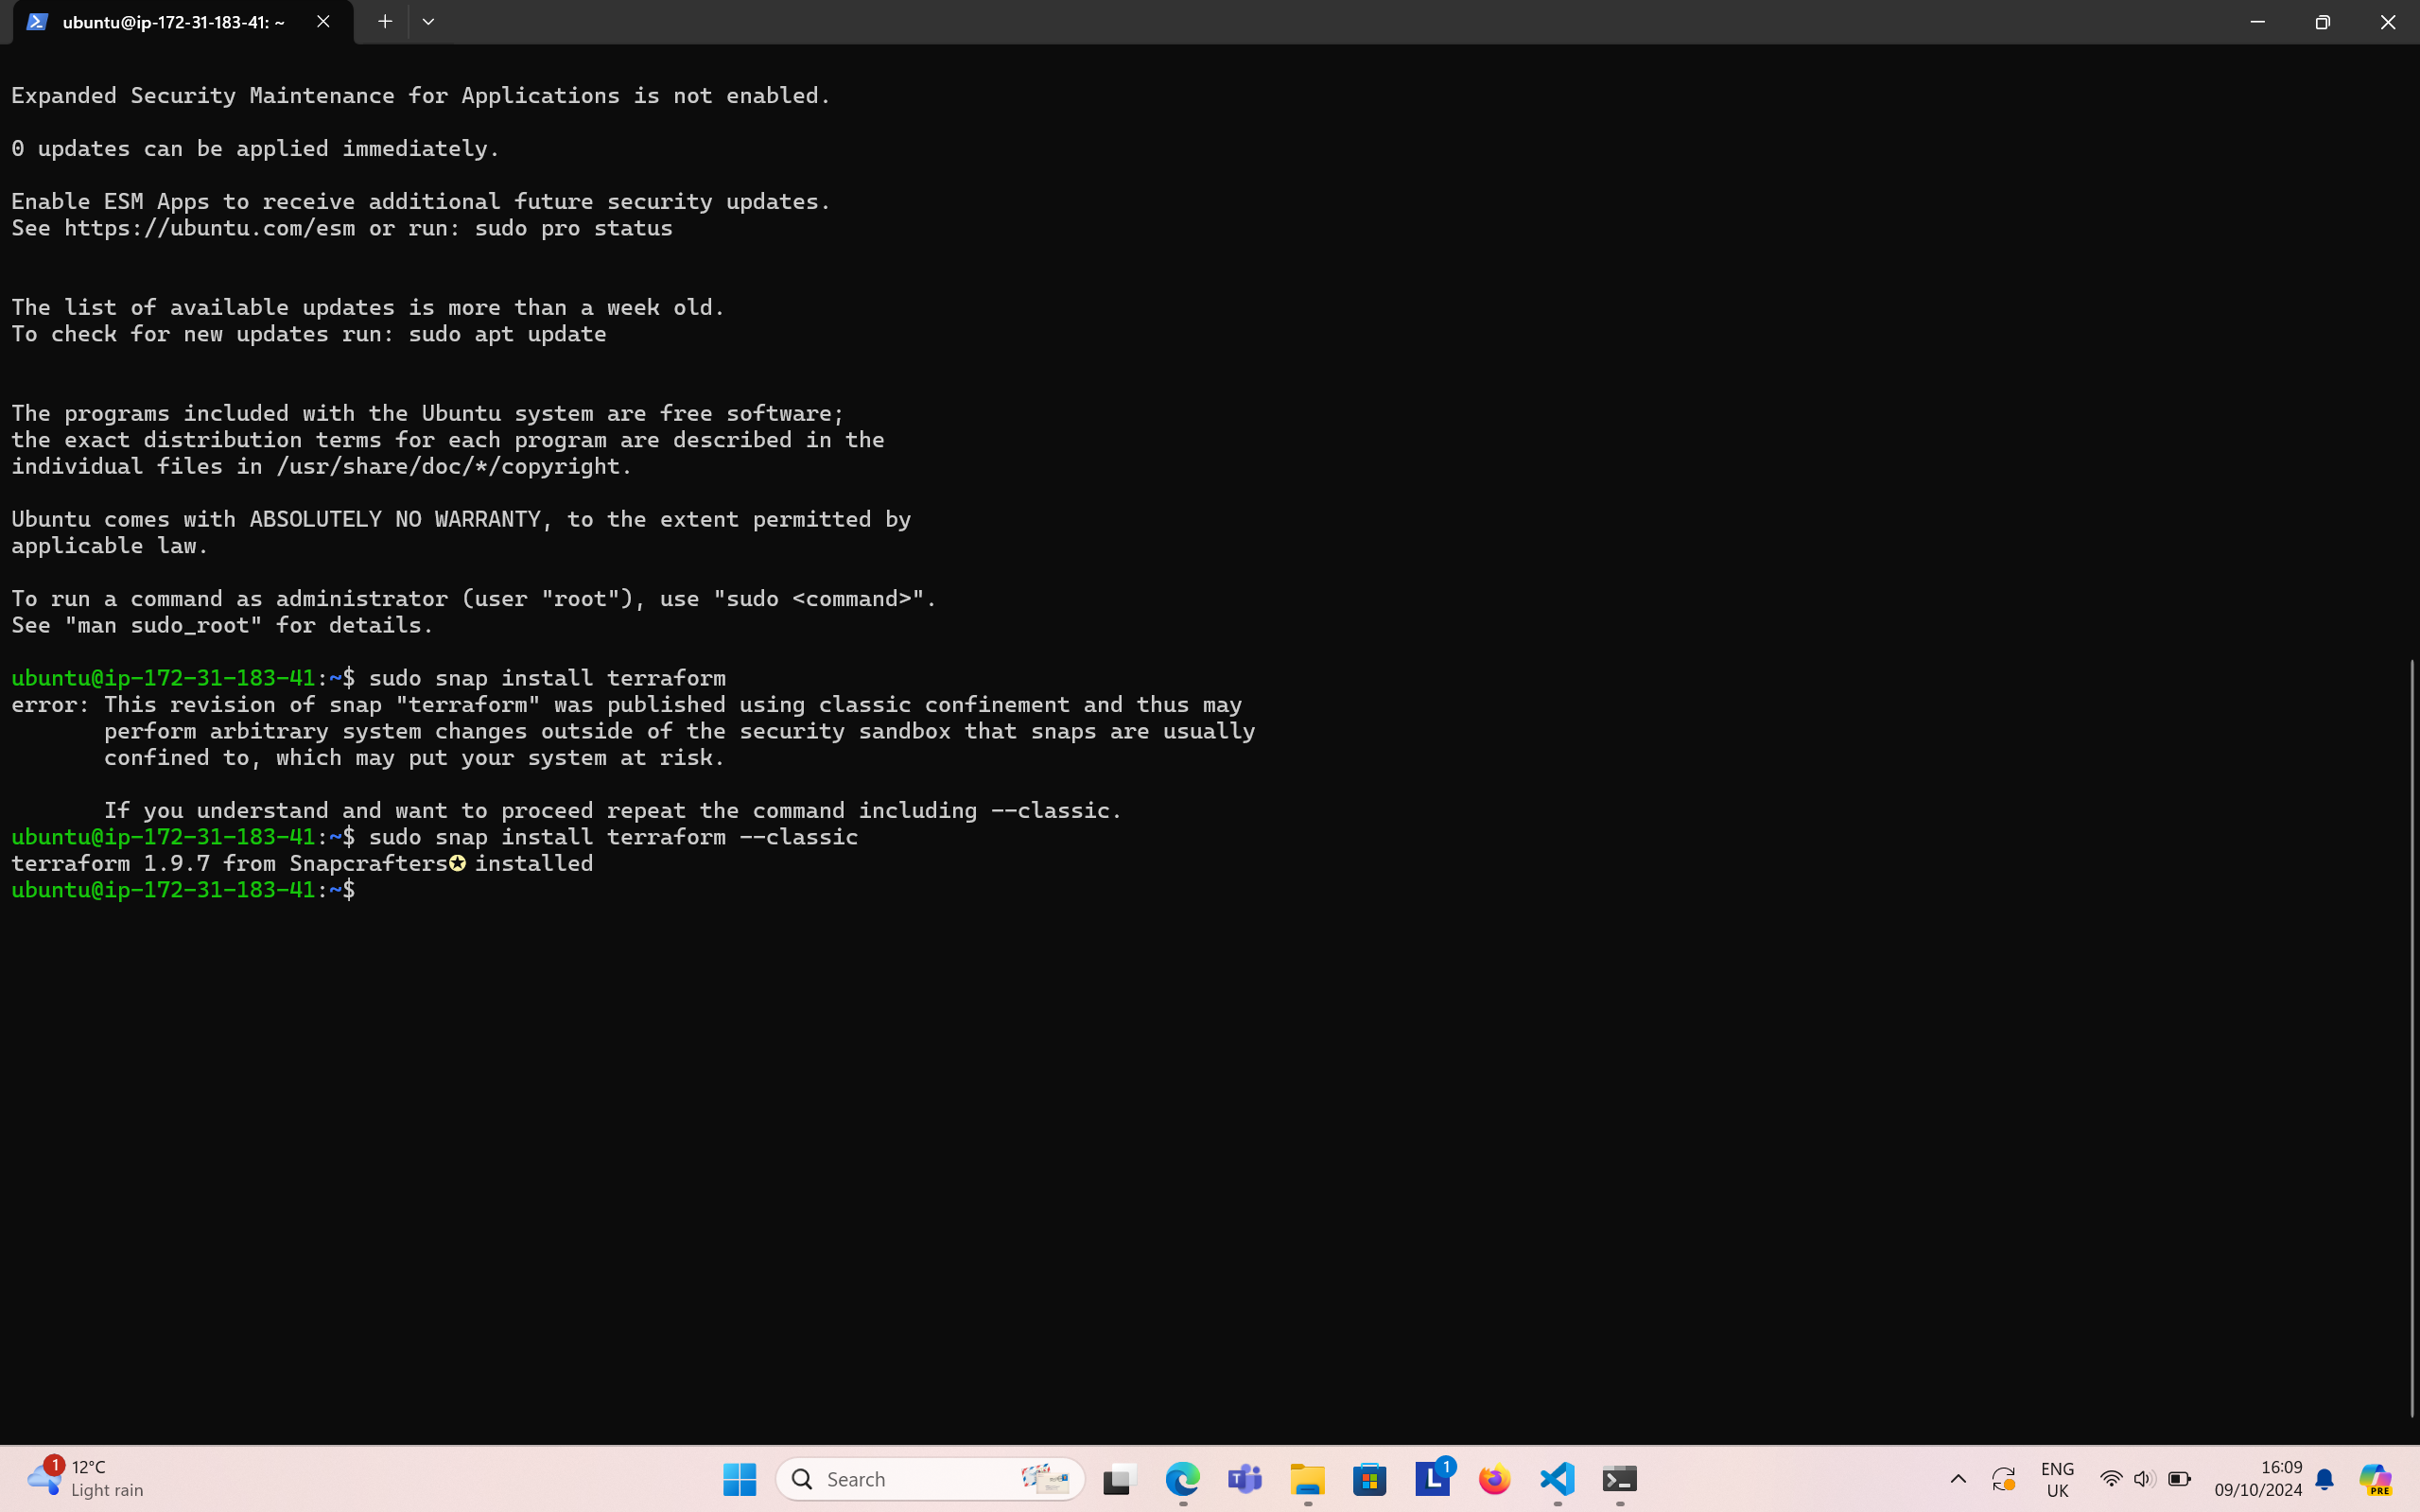 ubuntu@ip-172-31-183-41: ~
Expanded Security Maintenance for Applications is not enabled.
0 updates can be applied immediately.
Enable ESM Apps to receive additional future security updates.
See https://ubuntu.com/esm or run: sudo pro status
The list of available updates is more than a week old.
To check for new updates run: sudo apt update
The programs included with the Ubuntu system are free software;
the exact distribution terms for each program are described in the
individual files in /usr/share/doc/*/copyright.
Ubuntu comes with ABSOLUTELY NO WARRANTY, to the extent permitted by
applicable law.
To run a command as administrator (user "root"), use "sudo <command>".
See "man sudo_root" for details.
ubuntu@ip-172-31-183-41:~$ sudo snap install terraform
error: This revision of snap "terraform" was published using classic confinement and thus may
perform arbitrary system changes outside of the security sandbox that snaps are usually
confined to, which may put your system at risk.
If you understand and want to proceed repeat the command including --classic.
ubuntu@ip-172-31-183-41:~$ sudo snap install terraform --classic
terraform 1.9.7 from Snapcrafters✪ installed
ubuntu@ip-172-31-183-41:~$
1
12°C
Light rain
Search
T
L
1
ENG
UK
16:09
09/10/2024
PRE